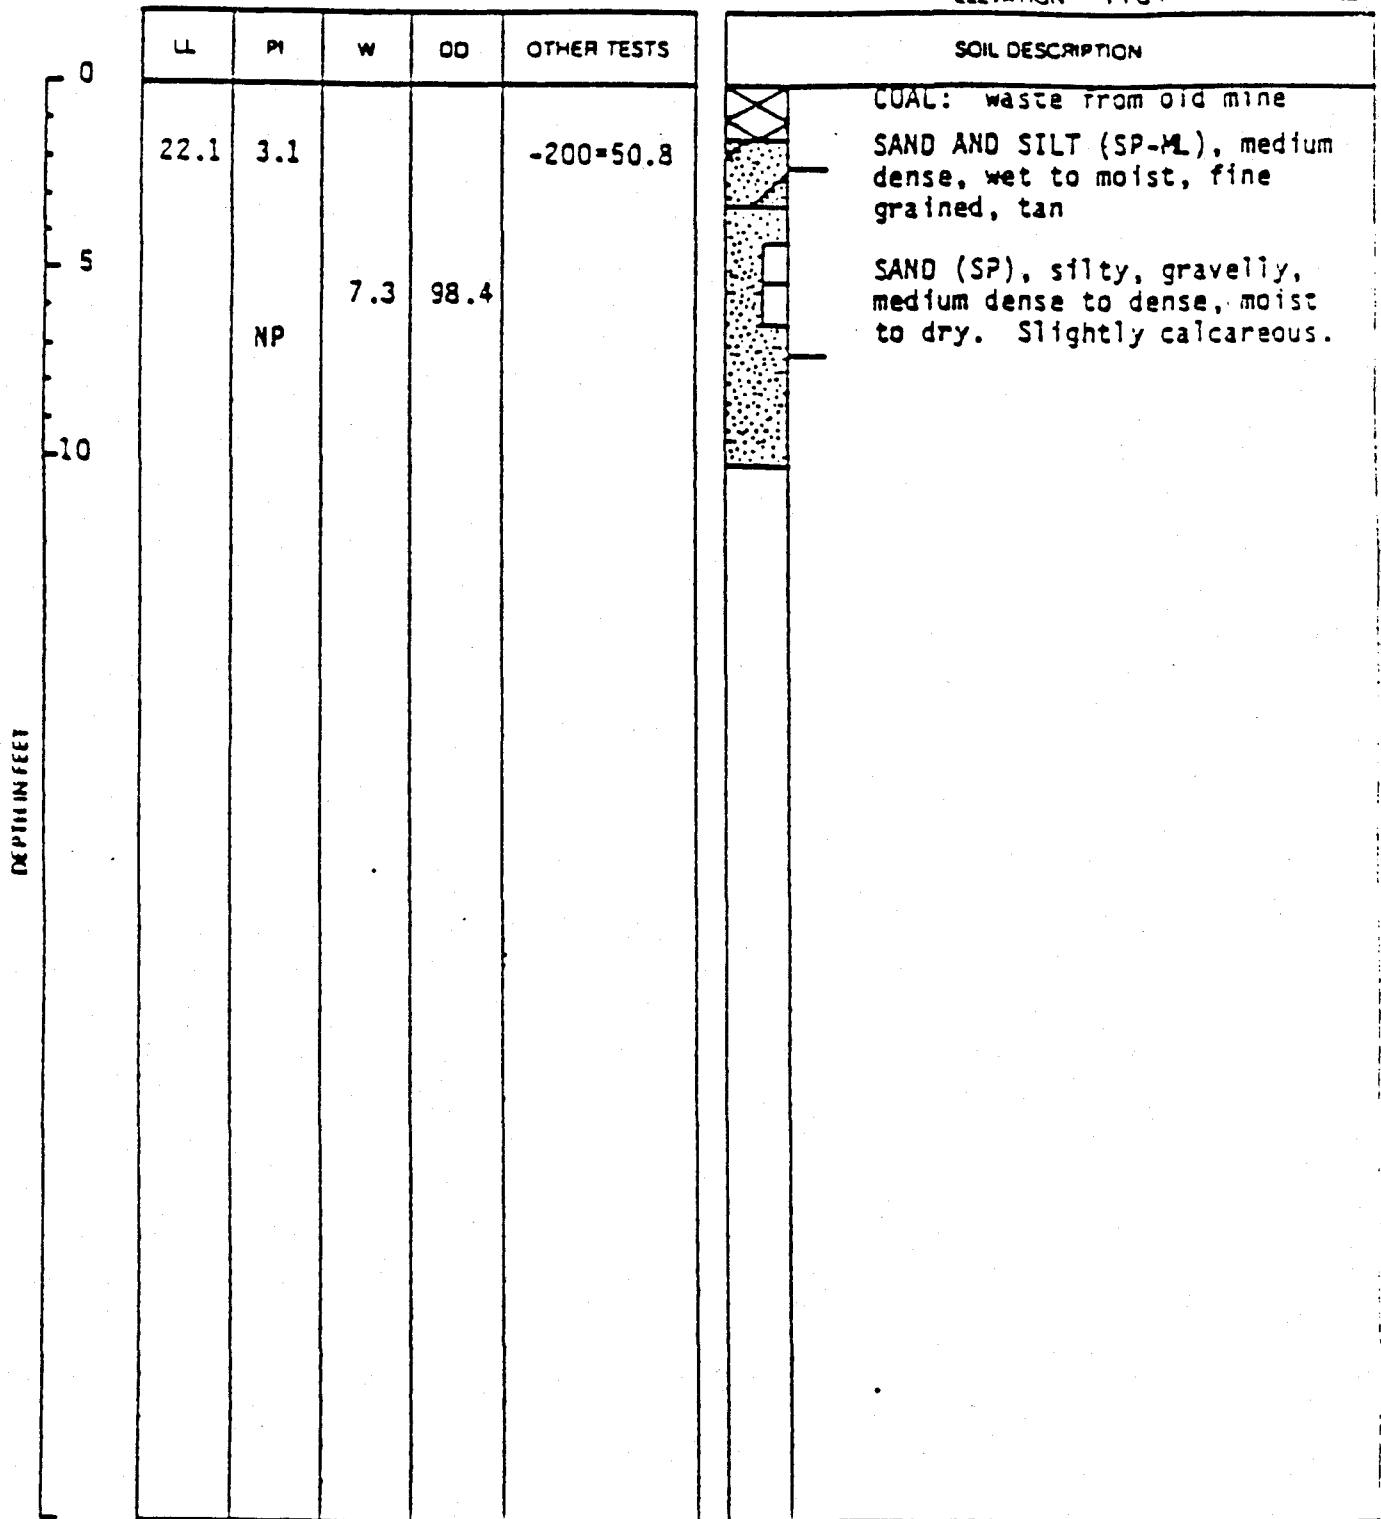 ELEVATION
LL PI W DD OTHER TESTS SOIL DESCRIPTION
0
COAL: waste from old mine
22.1 3.1 -200=50.8
SAND AND SILT (SP-ML), medium
dense, wet to moist, fine
grained, tan
5
7.3 98.4
NP
SAND (SP), silty, gravelly,
medium dense to dense, moist
to dry. Slightly calcareous.
10
DEPTH IN FEET